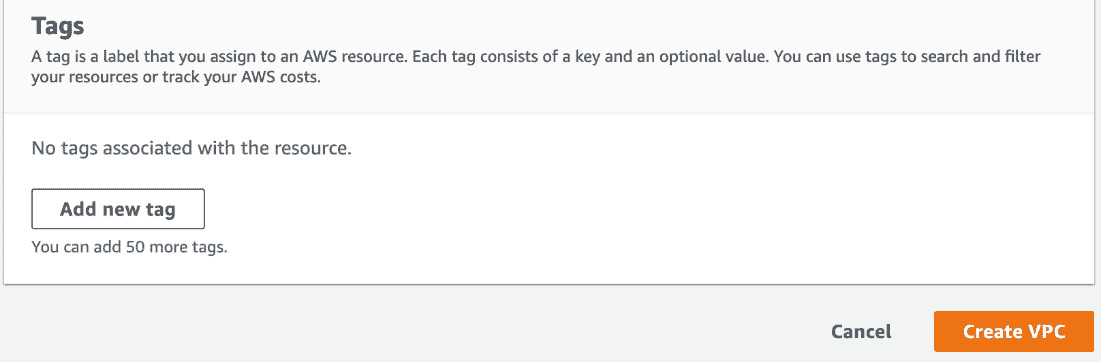 Tags
A tag is a label that you assign to an AWS resource. Each tag consists of a key and an optional value. You can use tags to search and filter
your resources or track your AWS costs.
No tags associated with the resource.
Add new tag
You can add 50 more tags.
Cancel
Create VPC